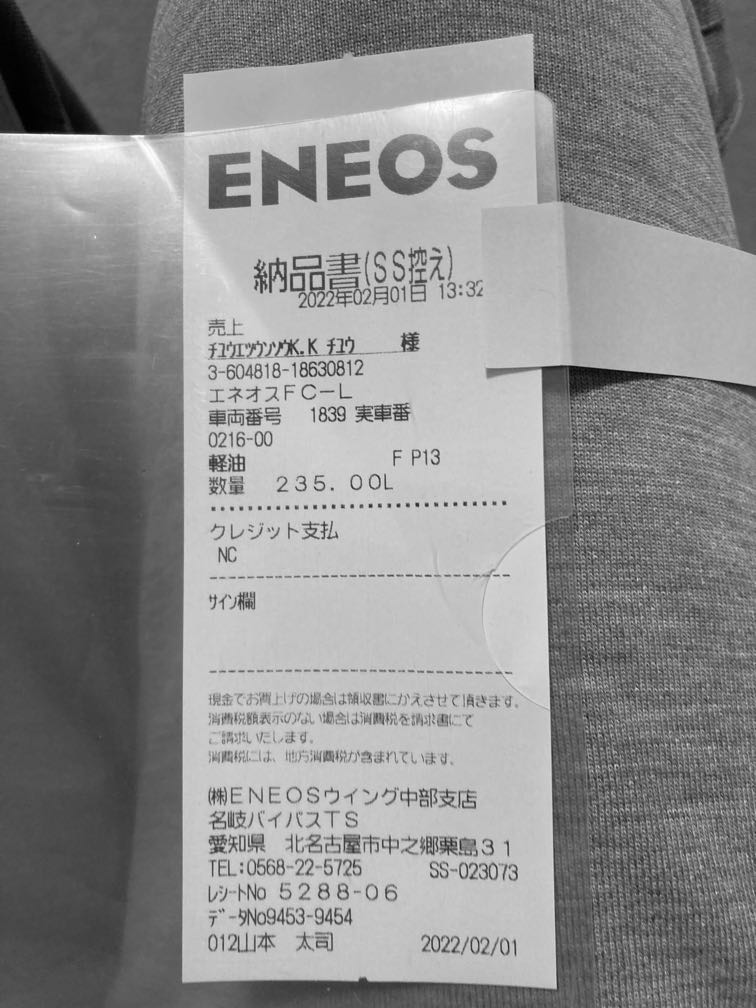 ENEOS
納品書(SS控え)
2022年02月01日 13:32
売上
ﾁﾕｳｴﾂｳﾝｿｳK.K ﾁﾕｳ 様
3-604818-18630812
エネオスFC-L
車両番号 1839 実車番
0216-00
軽油 F P13
数量 235.00L
クレジット支払
NC
サイン欄
現金でお買上げの場合は領収書にかえさせて頂きます。
消費税額表示のない場合は消費税を請求書にて
ご請求いたします。
消費税には、地方消費税が含まれています。
(株)ENEOSウイング中部支店
名岐バイパスTS
愛知県 北名古屋市中之郷栗島31
TEL:0568-22-5725 SS-023073
ﾚｼｰﾄNo 5288-06
ﾃﾞｰﾀNo9453-9454
012山本 太司 2022/02/01